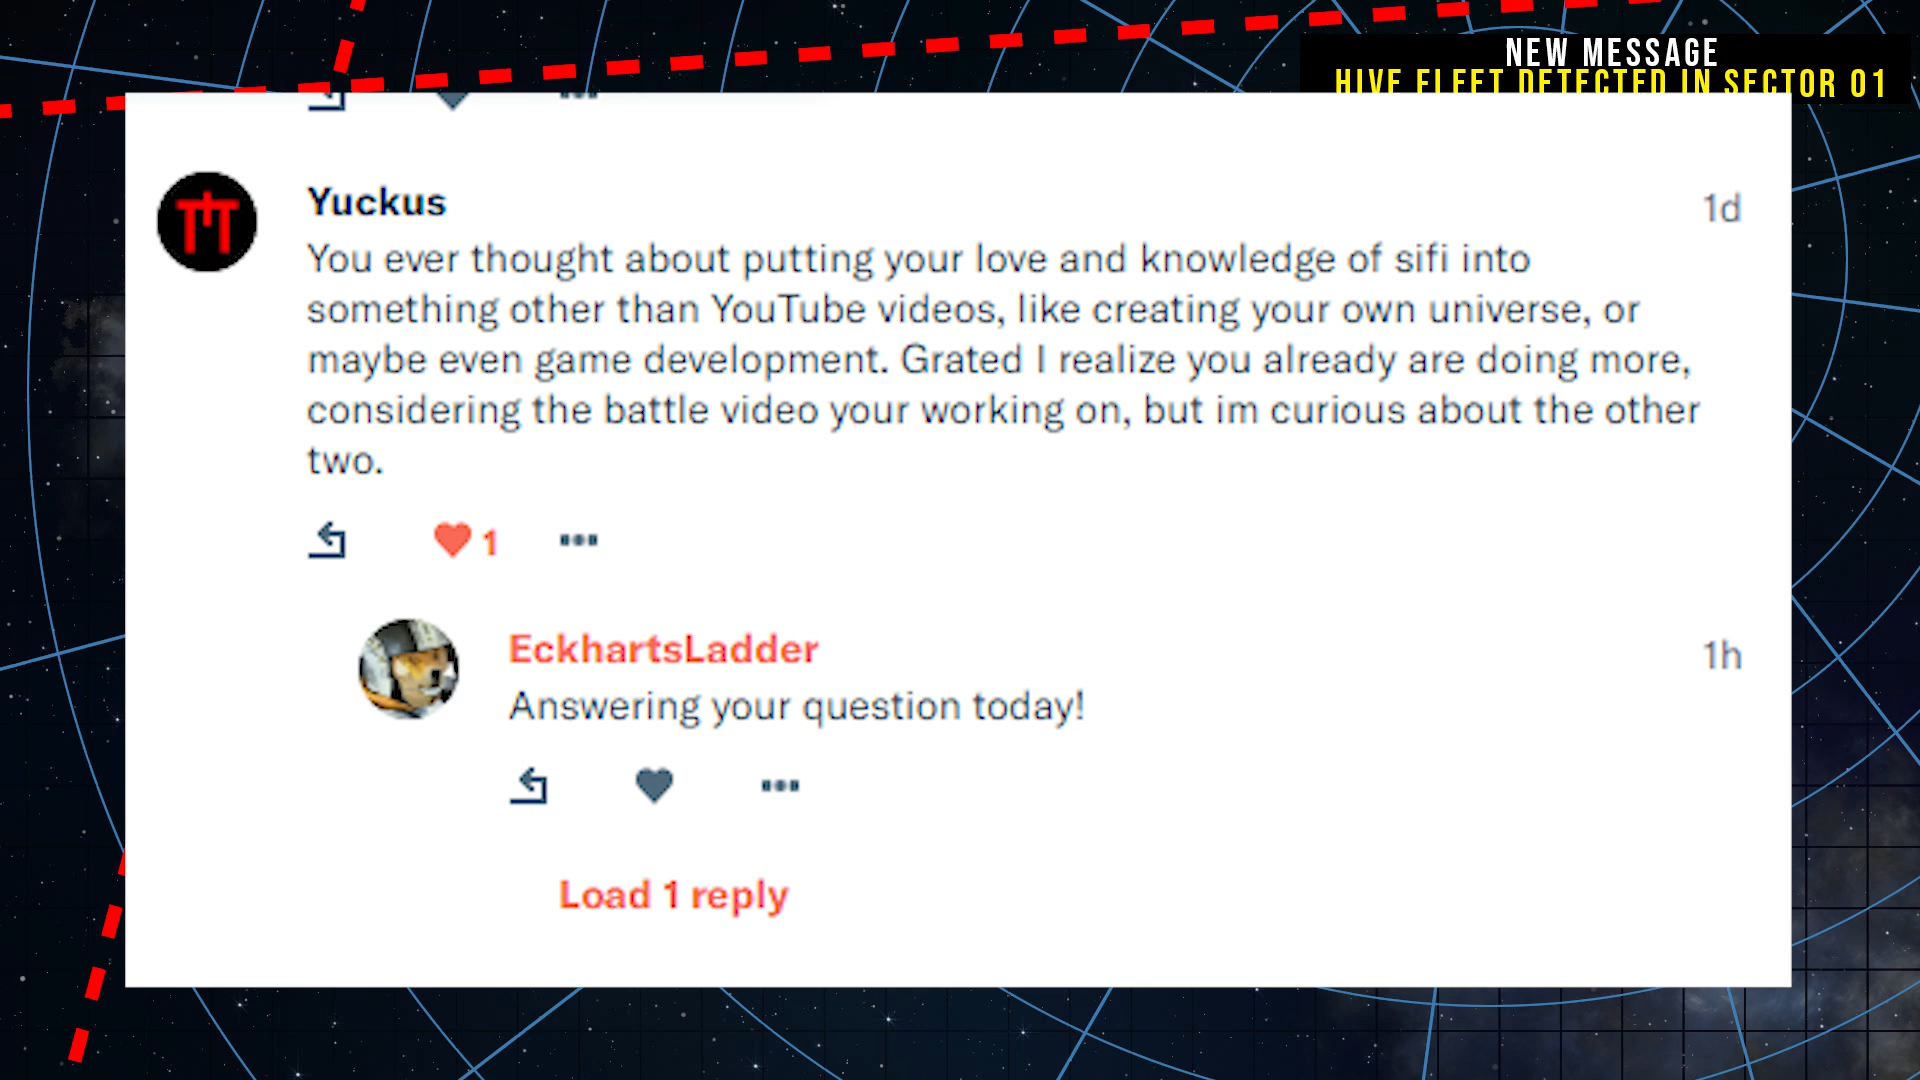 NEW MESSAGE
HIVE FLEET DETECTED IN SECTOR 01
Yuckus
1d
You ever thought about putting your love and knowledge of sifi into
something other than YouTube videos, like creating your own universe, or
maybe even game development. Grated I realize you already are doing more,
considering the battle video your working on, but im curious about the other
two.
1
EckhartsLadder
1h
Answering your question today!
Load 1 reply